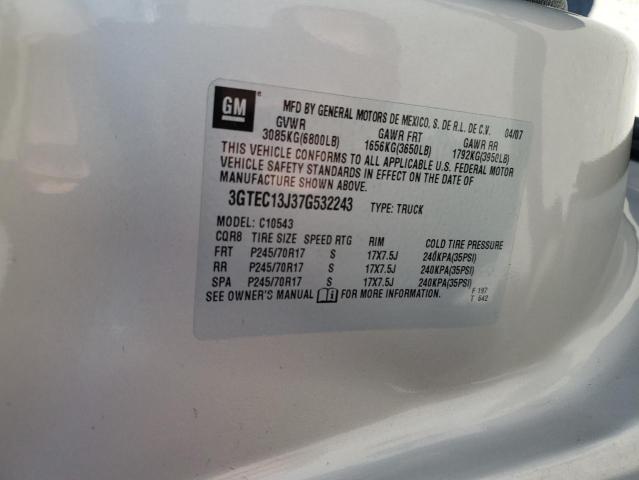 GM
MFD BY GENERAL MOTORS DE MEXICO, S. DE R.L. DE C.V. 04/07
GVWR GAWR FRT GAWR RR
3085KG(6800LB) 1656KG(3650LB) 1792KG(3950LB)
THIS VEHICLE CONFORMS TO ALL APPLICABLE U.S. FEDERAL MOTOR
VEHICLE SAFETY STANDARDS IN EFFECT ON THE DATE OF
MANUFACTURE SHOWN ABOVE.
3GTEC13J37G532243 TYPE: TRUCK
MODEL: C10543
CQR8 TIRE SIZE SPEED RTG RIM COLD TIRE PRESSURE
FRT P245/70R17 S 17X7.5J 240KPA(35PSI)
RR P245/70R17 S 17X7.5J 240KPA(35PSI)
SPA P245/70R17 S 17X7.5J 240KPA(35PSI)
SEE OWNER'S MANUAL FOR MORE INFORMATION.
F 197
T 642